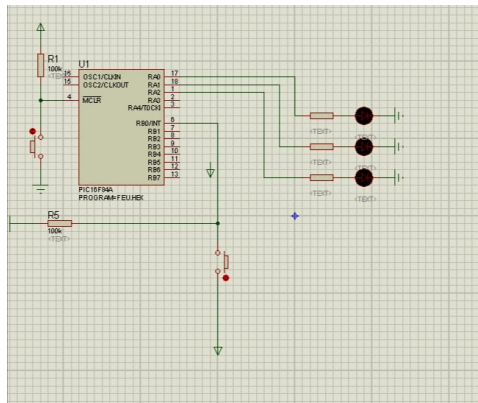 R1
100k
<TEXT>
U1
16 OSC1/CLKIN RA0 17
15 OSC2/CLKOUT RA1 18
RA2 1
4 MCLR RA3 2
RA4/T0CKI 3
RB0/INT 6
RB1 7
RB2 8
RB3 9
RB4 10
RB5 11
RB6 12
RB7 13
PIC16F84A
PROGRAM=FEU.HEX
<TEXT> <TEXT>
<TEXT> <TEXT>
<TEXT> <TEXT>
R5
100k
<TEXT>